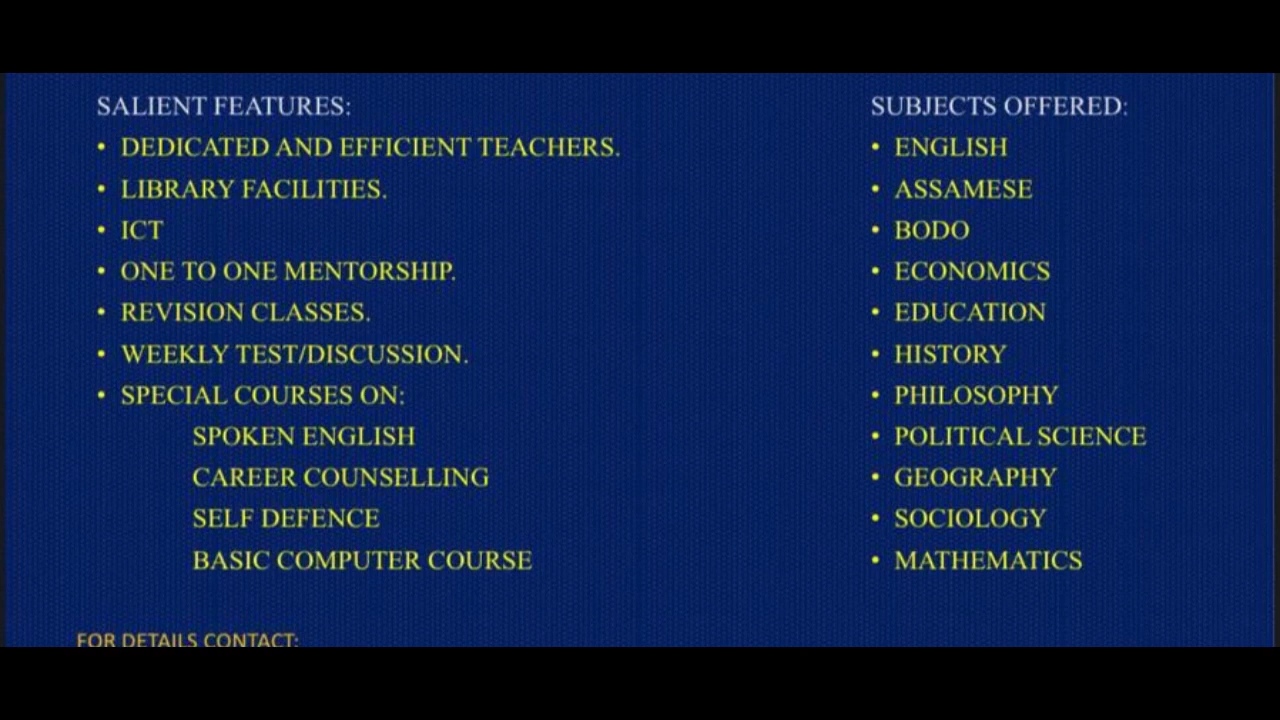 SALIENT FEATURES:
• DEDICATED AND EFFICIENT TEACHERS.
• LIBRARY FACILITIES.
• ICT
• ONE TO ONE MENTORSHIP.
• REVISION CLASSES.
• WEEKLY TEST/DISCUSSION.
• SPECIAL COURSES ON:
SPOKEN ENGLISH
CAREER COUNSELLING
SELF DEFENCE
BASIC COMPUTER COURSE
SUBJECTS OFFERED:
• ENGLISH
• ASSAMESE
• BODO
• ECONOMICS
• EDUCATION
• HISTORY
• PHILOSOPHY
• POLITICAL SCIENCE
• GEOGRAPHY
• SOCIOLOGY
• MATHEMATICS
FOR DETAILS CONTACT: